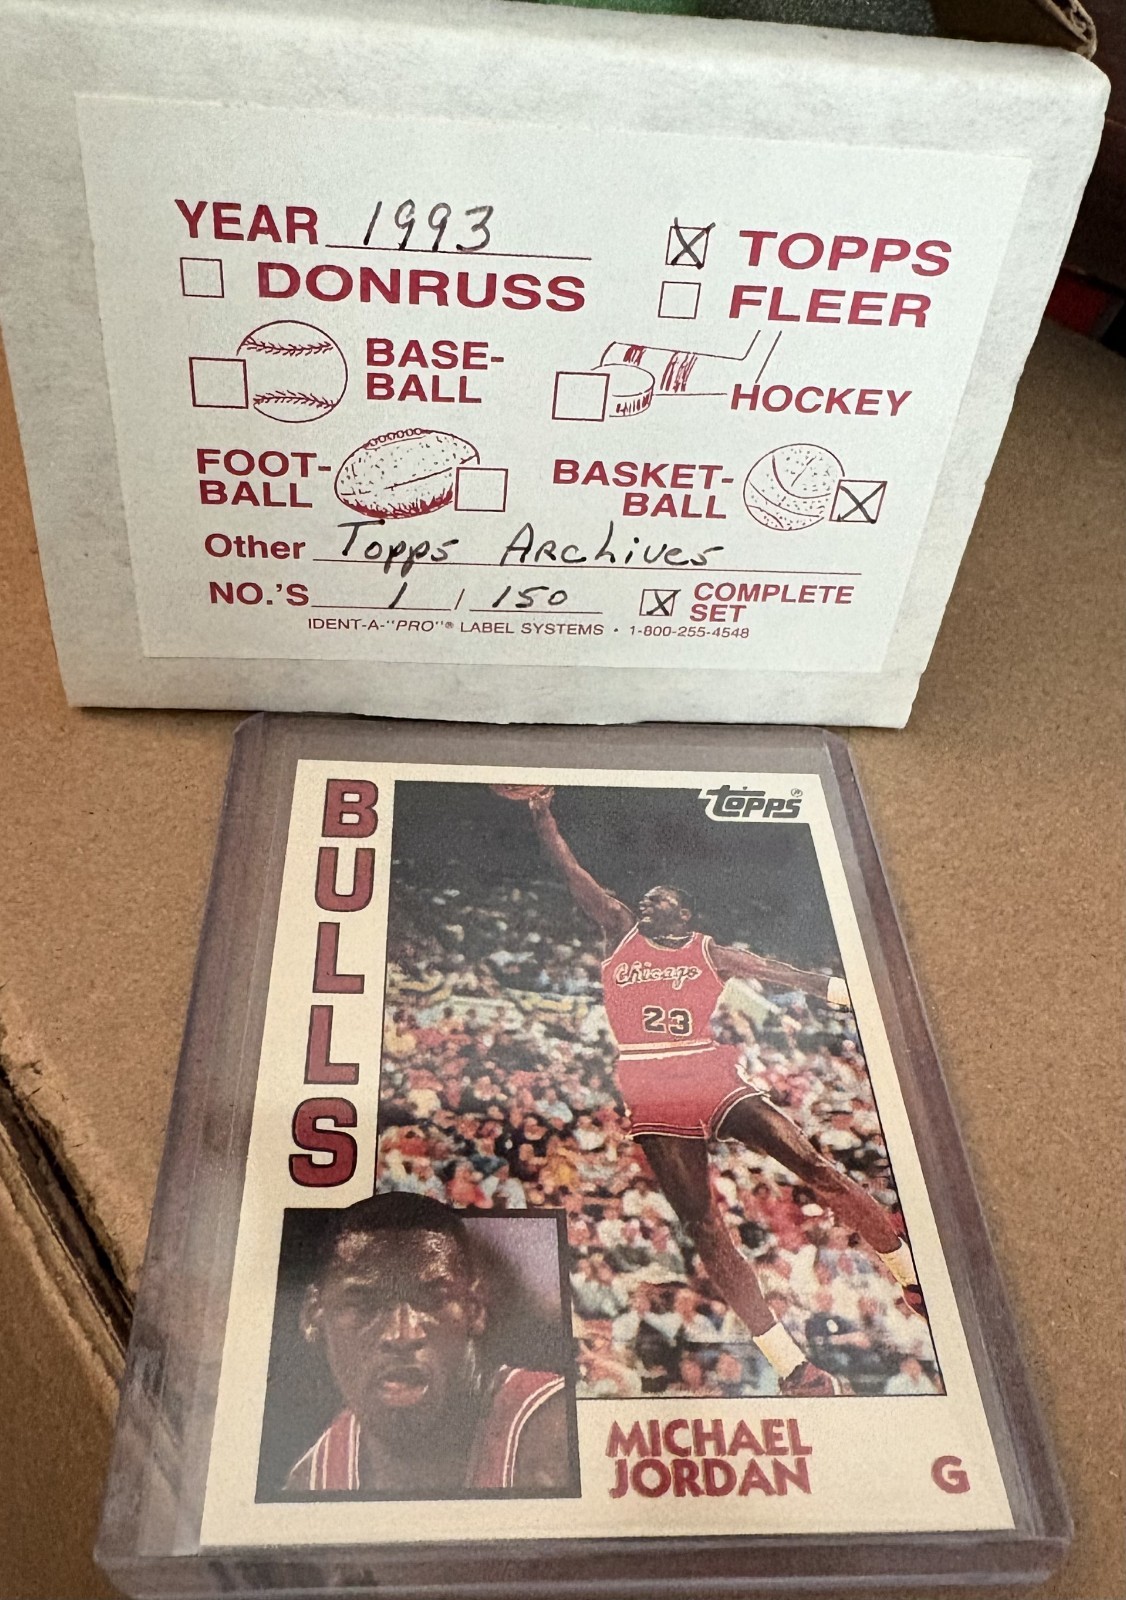 YEAR 1993
TOPPS
DONRUSS
FLEER
BASE-
BALL
HOCKEY
FOOT-
BALL
BASKET-
BALL
Other Topps Archives
NO.'S 1 / 150
COMPLETE
SET
IDENT-A-"PRO"® LABEL SYSTEMS • 1-800-255-4548
BULLS
TOPPS®
Chicago
23
MICHAEL
JORDAN
G